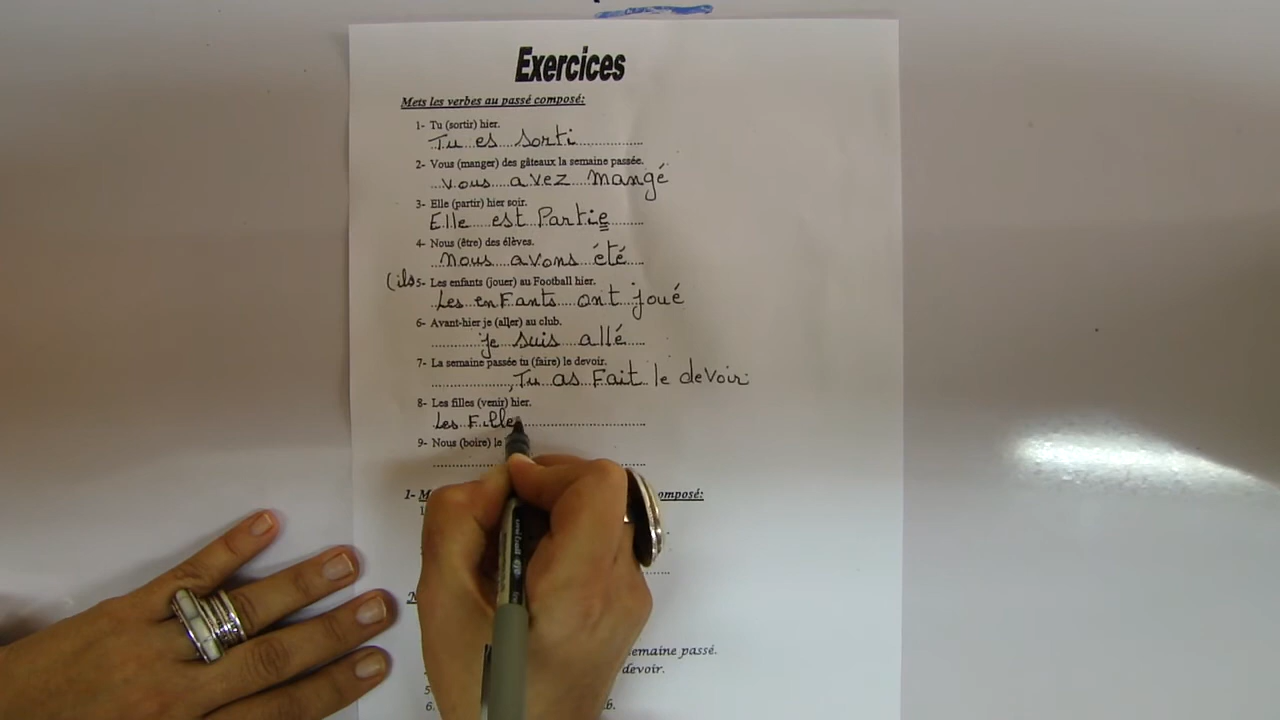 Exercices
Mets les verbes au passé composé:
1- Tu (sortir) hier.
Tu es sorti
2- Vous (manger) des gâteaux la semaine passée.
Vous avez mangé
3- Elle (partir) hier soir.
Elle est Partie
4- Nous (être) des élèves.
Nous avons été
(ils 5- Les enfants (jouer) au Football hier.
Les enFants ont joué
6- Avant-hier je (aller) au club.
je suis allé
7- La semaine passée tu (faire) le devoir.
, Tu as Fait le devoir
8- Les filles (venir) hier.
Les Fille
9- Nous (boire) le
1- composé:
semaine passé.
devoir.
5
6.